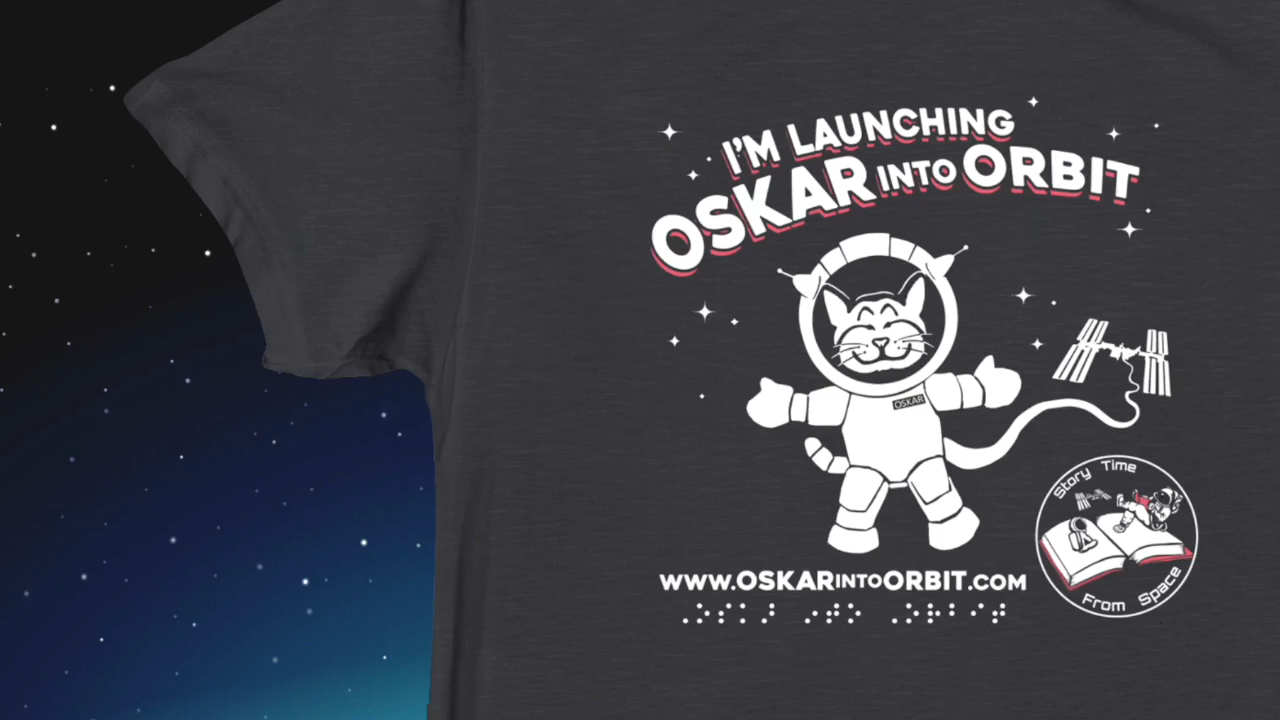 I'M LAUNCHING
OSKAR INTO ORBIT
OSKAR
Story Time
From Space
WWW.OSKARINTOORBIT.COM
⠠⠕⠎⠅⠁⠗ ⠔⠞⠕ ⠠⠕⠗⠃⠊⠞